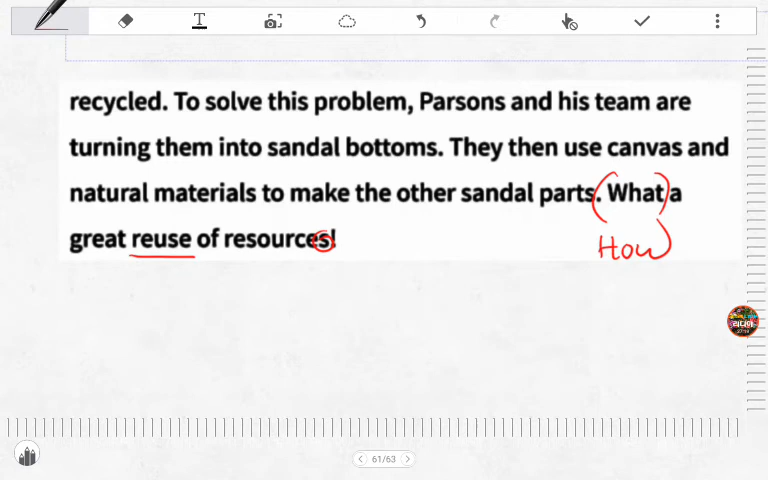 recycled. To solve this problem, Parsons and his team are
turning them into sandal bottoms. They then use canvas and
natural materials to make the other sandal parts. (What) a
great reuse of resources!
How
61/63